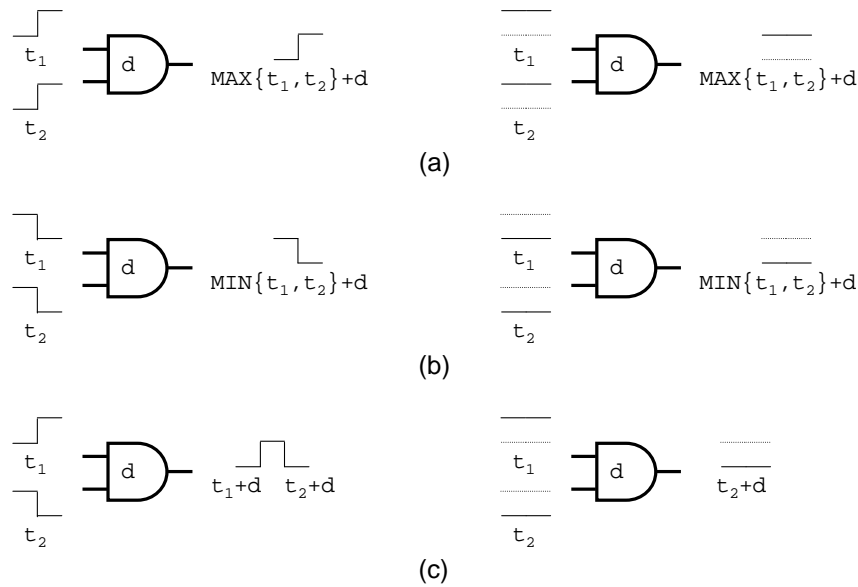 t₁ d t₁ d
MAX{t₁,t₂}+d MAX{t₁,t₂}+d
t₂ t₂
(a)
t₁ d t₁ d
MIN{t₁,t₂}+d MIN{t₁,t₂}+d
t₂ t₂
(b)
t₁ d t₁ d
t₁+d t₂+d t₂+d
t₂ t₂
(c)